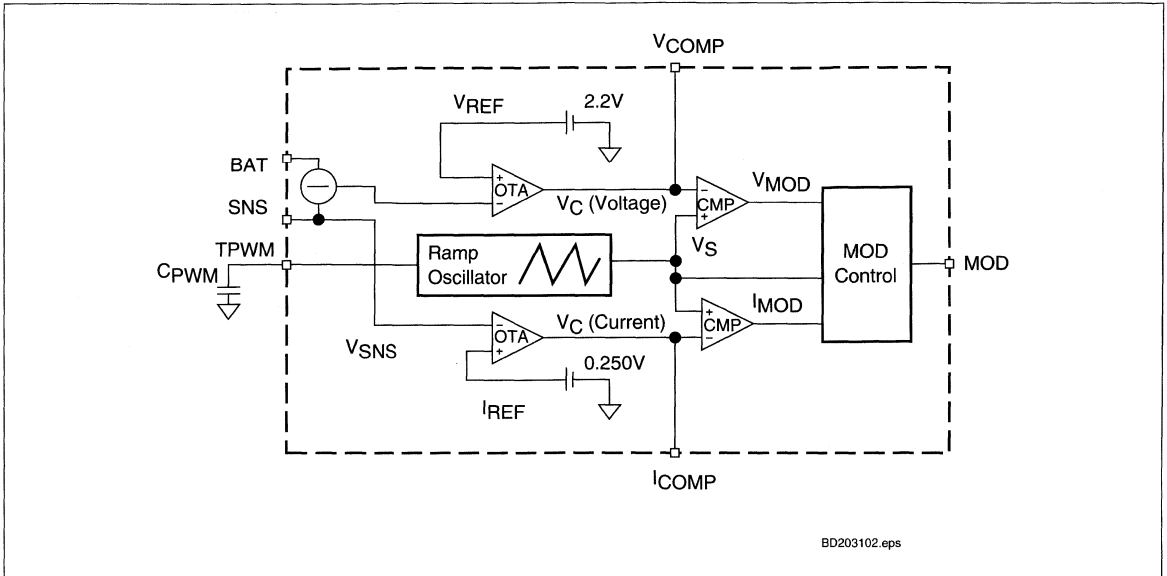 VCOMP
VREF
2.2V
BAT
+
OTA
−
VC (Voltage)
−
CMP
+
VMOD
SNS
VS
TPWM
CPWM
Ramp
Oscillator
MOD
Control
MOD
VSNS
−
OTA
+
VC (Current)
+
CMP
−
IMOD
0.250V
IREF
ICOMP
BD203102.eps